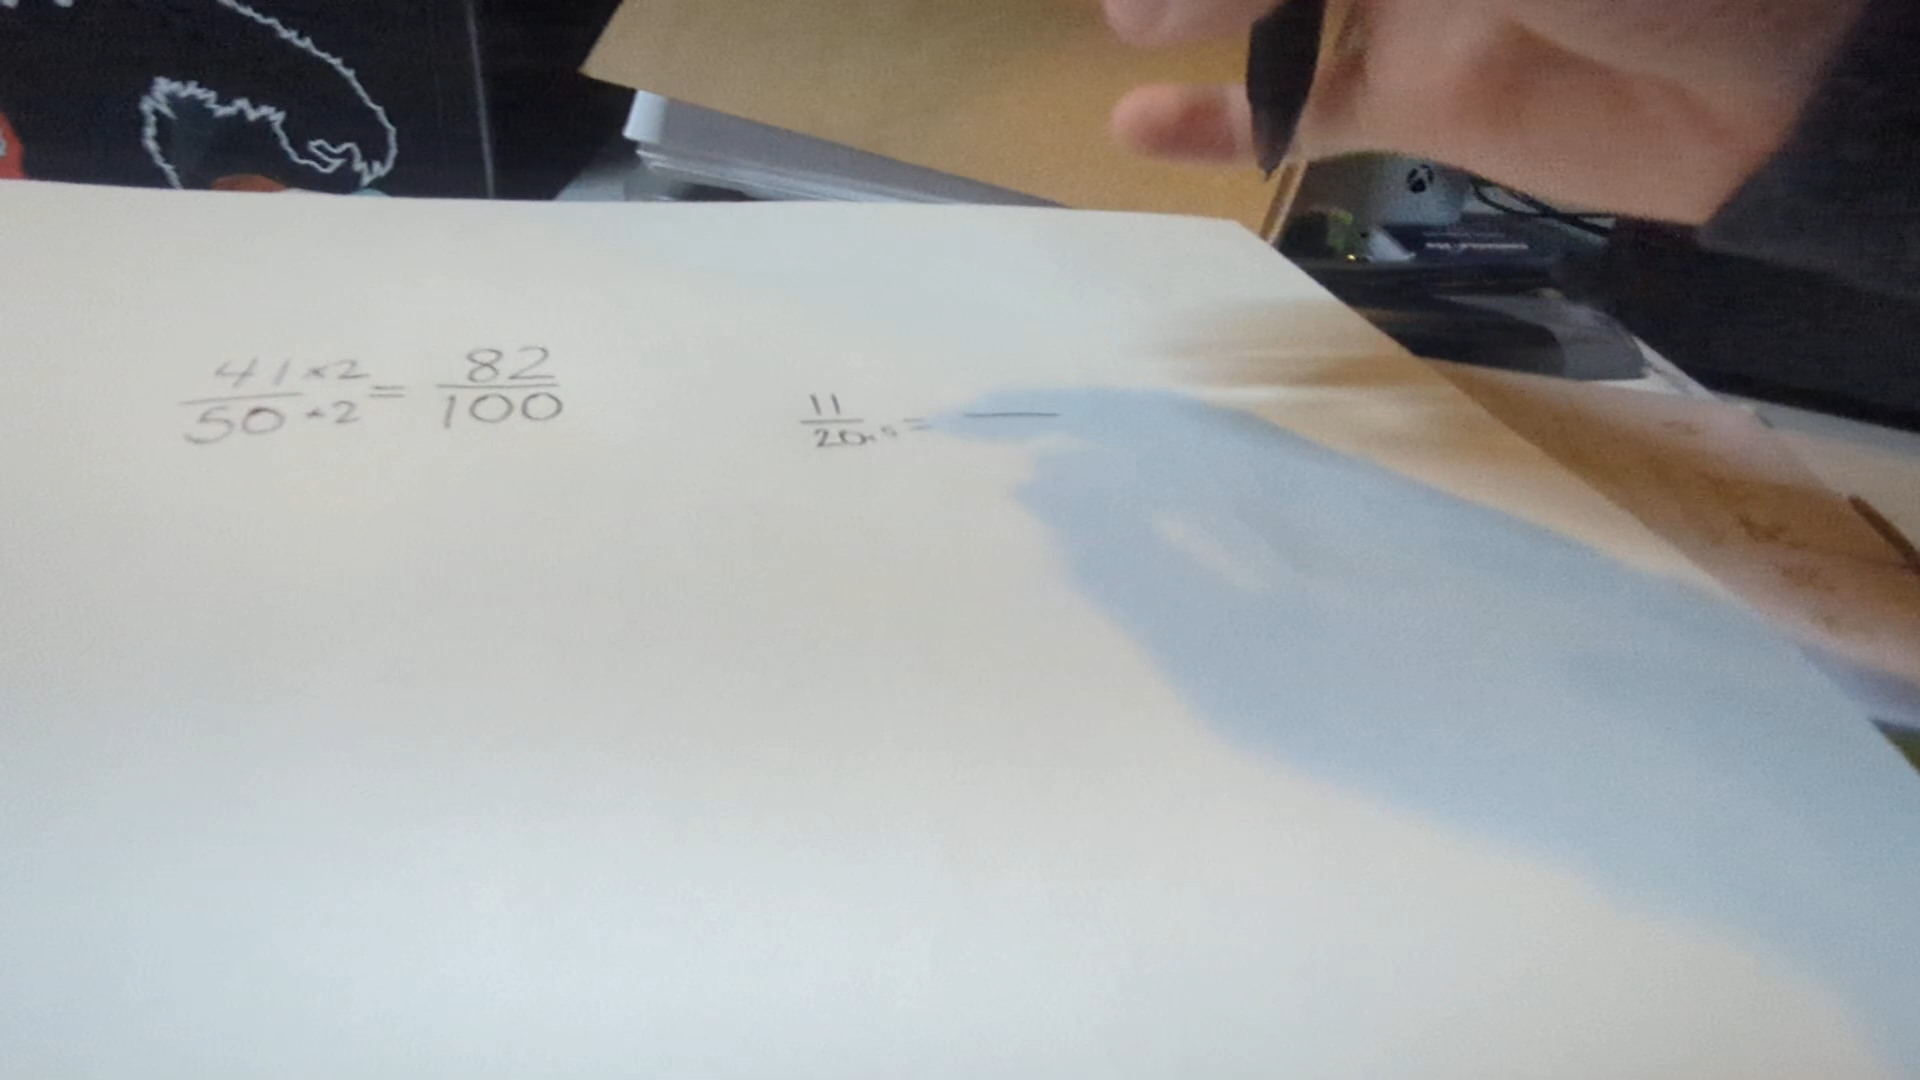 41×2/50×2 = 82/100
11/20×5 =